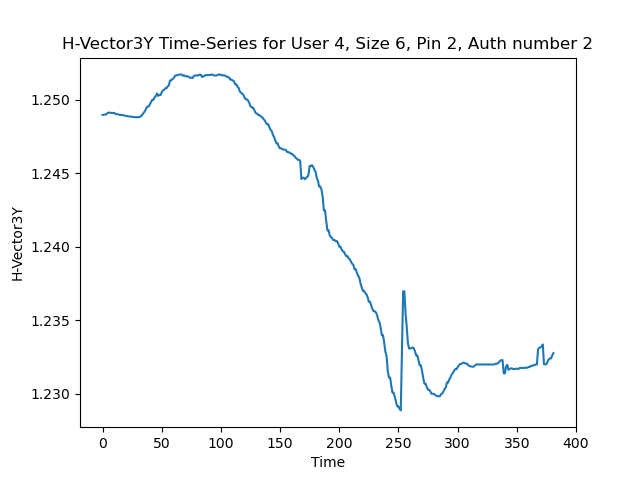 H-Vector3Y Time-Series for User 4, Size 6, Pin 2, Auth number 2
1.250
1.245
1.240
1.235
1.230
H-Vector3Y
0 50 100 150 200 250 300 350 400
Time